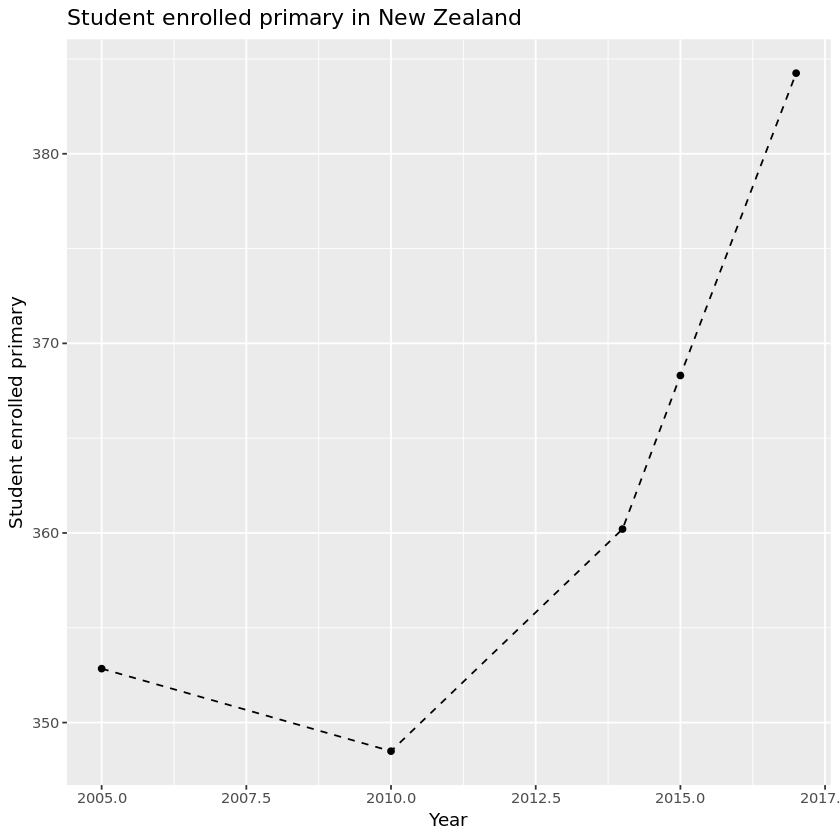 Student enrolled primary in New Zealand
Student enrolled primary
380
370
360
350
2005.0 2007.5 2010.0 2012.5 2015.0 2017.
Year